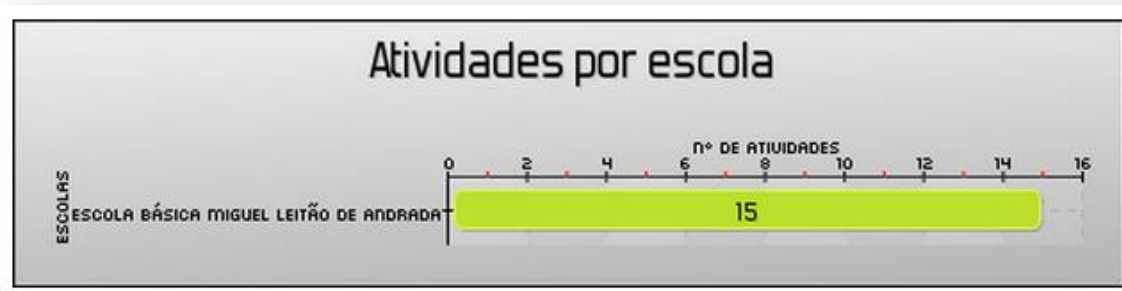 Atividades por escola
Nº DE ATIVIDADES
0 2 4 6 8 10 12 14 16
ESCOLAS
ESCOLA BÁSICA MIGUEL LEITÃO DE ANDRADA
15